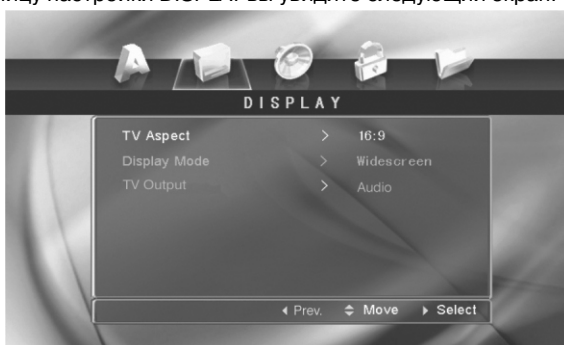 настройки DISPLAY вы увидите следующий экран.
DISPLAY
TV Aspect > 16:9
Display Mode > Widescreen
TV Output > Audio
Prev. Move Select